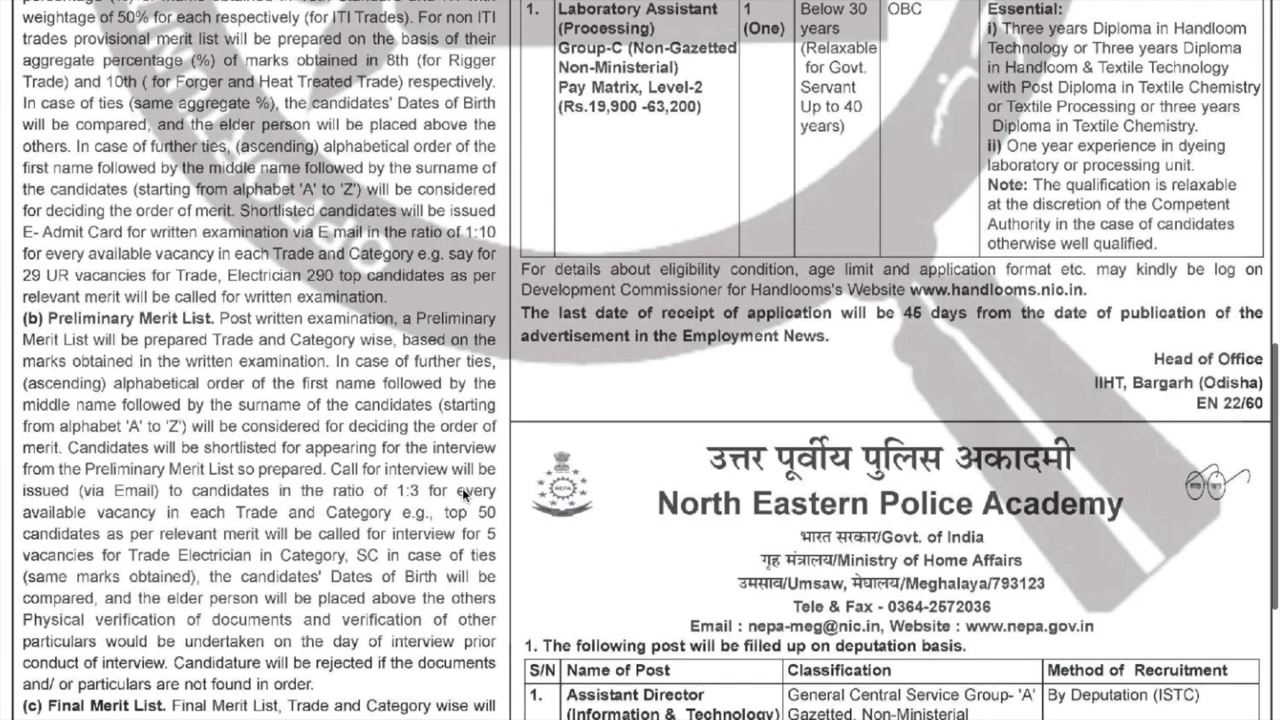 weightage of 50% for each respectively (for ITI Trades). For non ITI
trades provisional merit list will be prepared on the basis of their
aggregate percentage (%) of marks obtained in 8th (for Rigger
Trade) and 10th ( for Forger and Heat Treated Trade) respectively.
In case of ties (same aggregate %), the candidates' Dates of Birth
will be compared, and the elder person will be placed above the
others. In case of further ties, (ascending) alphabetical order of the
first name followed by the middle name followed by the surname of
the candidates (starting from alphabet 'A' to 'Z') will be considered
for deciding the order of merit. Shortlisted candidates will be issued
E- Admit Card for written examination via E mail in the ratio of 1:10
for every available vacancy in each Trade and Category e.g. say for
29 UR vacancies for Trade, Electrician 290 top candidates as per
relevant merit will be called for written examination.
(b) Preliminary Merit List. Post written examination, a Preliminary
Merit List will be prepared Trade and Category wise, based on the
marks obtained in the written examination. In case of further ties,
(ascending) alphabetical order of the first name followed by the
middle name followed by the surname of the candidates (starting
from alphabet 'A' to 'Z') will be considered for deciding the order of
merit. Candidates will be shortlisted for appearing for the interview
from the Preliminary Merit List so prepared. Call for interview will be
issued (via Email) to candidates in the ratio of 1:3 for every
available vacancy in each Trade and Category e.g., top 50
candidates as per relevant merit will be called for interview for 5
vacancies for Trade Electrician in Category, SC in case of ties
(same marks obtained), the candidates' Dates of Birth will be
compared, and the elder person will be placed above the others
Physical verification of documents and verification of other
particulars would be undertaken on the day of interview prior
conduct of interview. Candidature will be rejected if the documents
and/ or particulars are not found in order.
(c) Final Merit List. Final Merit List, Trade and Category wise will
1. Laboratory Assistant 1 Below 30 OBC Essential:
(Processing) (One) years i) Three years Diploma in Handloom
Group-C (Non-Gazetted (Relaxable Technology or Three years Diploma
Non-Ministerial) for Govt. in Handloom & Textile Technology
Pay Matrix, Level-2 Servant with Post Diploma in Textile Chemistry
(Rs.19,900 -63,200) Up to 40 or Textile Processing or three years
years) Diploma in Textile Chemistry.
ii) One year experience in dyeing
laboratory or processing unit.
Note: The qualification is relaxable
at the discretion of the Competent
Authority in the case of candidates
otherwise well qualified.
For details about eligibility condition, age limit and application format etc. may kindly be log on
Development Commissioner for Handlooms's Website www.handlooms.nic.in.
The last date of receipt of application will be 45 days from the date of publication of the
advertisement in the Employment News.
Head of Office
IIHT, Bargarh (Odisha)
EN 22/60
उत्तर पूर्वीय पुलिस अकादमी
North Eastern Police Academy
भारत सरकार/Govt. of India
गृह मंत्रालय/Ministry of Home Affairs
उमसाव/Umsaw, मेघालय/Meghalaya/793123
Tele & Fax - 0364-2572036
Email : nepa-meg@nic.in, Website : www.nepa.gov.in
1. The following post will be filled up on deputation basis.
S/N Name of Post Classification Method of Recruitment
1. Assistant Director General Central Service Group- 'A' By Deputation (ISTC)
(Information & Technology) Gazetted, Non-Ministerial